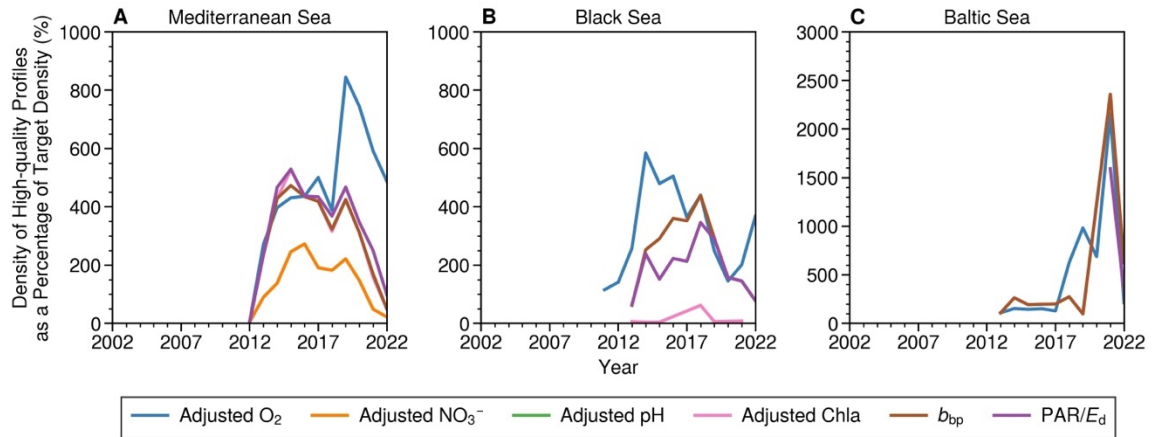 A Mediterranean Sea
B Black Sea
C Baltic Sea
Density of High-quality Profiles
as a Percentage of Target Density (%)
1000
800
600
400
200
0
2002 2007 2012 2017 2022
1000
800
600
400
200
0
2002 2007 2012 2017 2022
3000
2500
2000
1500
1000
500
0
2002 2007 2012 2017 2022
Year
Adjusted O₂ Adjusted NO₃⁻ Adjusted pH Adjusted Chla b_bp PAR/E_d